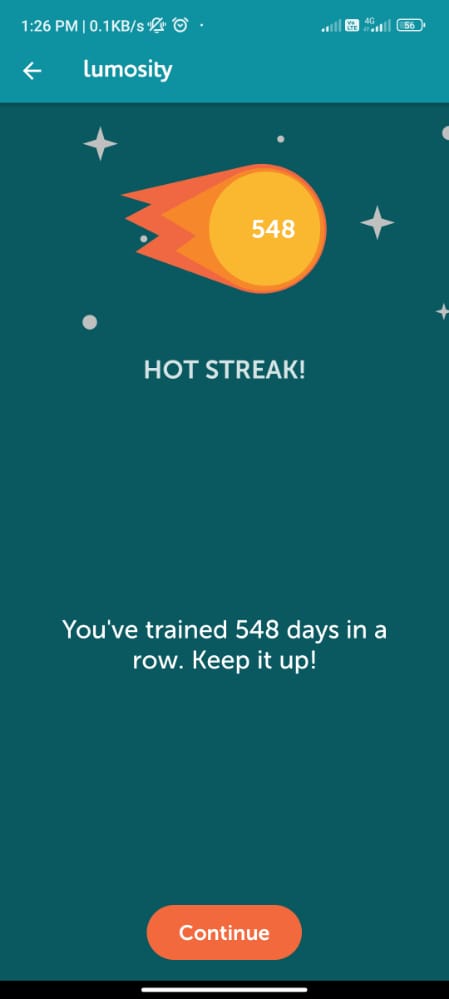 1:26 PM | 0.1KB/s
4G
56
lumosity
548
HOT STREAK!
You've trained 548 days in a
row. Keep it up!
Continue